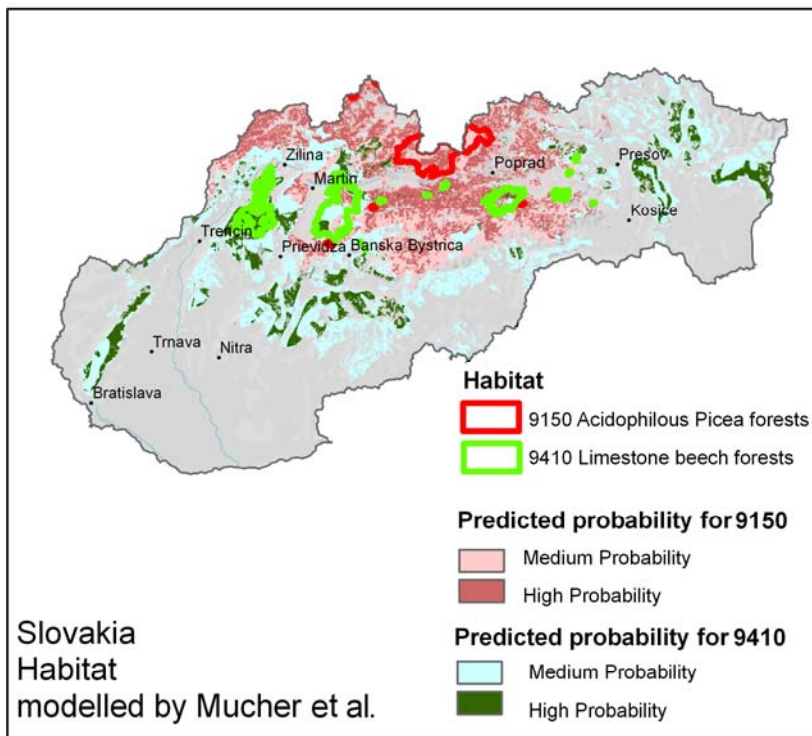 Zilina
Martin
Poprad
Presov
Kosice
Trencin
Prievidza
Banska Bystrica
Trnava
Nitra
Bratislava
Habitat
9150 Acidophilous Picea forests
9410 Limestone beech forests
Predicted probability for 9150
Medium Probability
High Probability
Predicted probability for 9410
Medium Probability
High Probability
Slovakia
Habitat
modelled by Mucher et al.